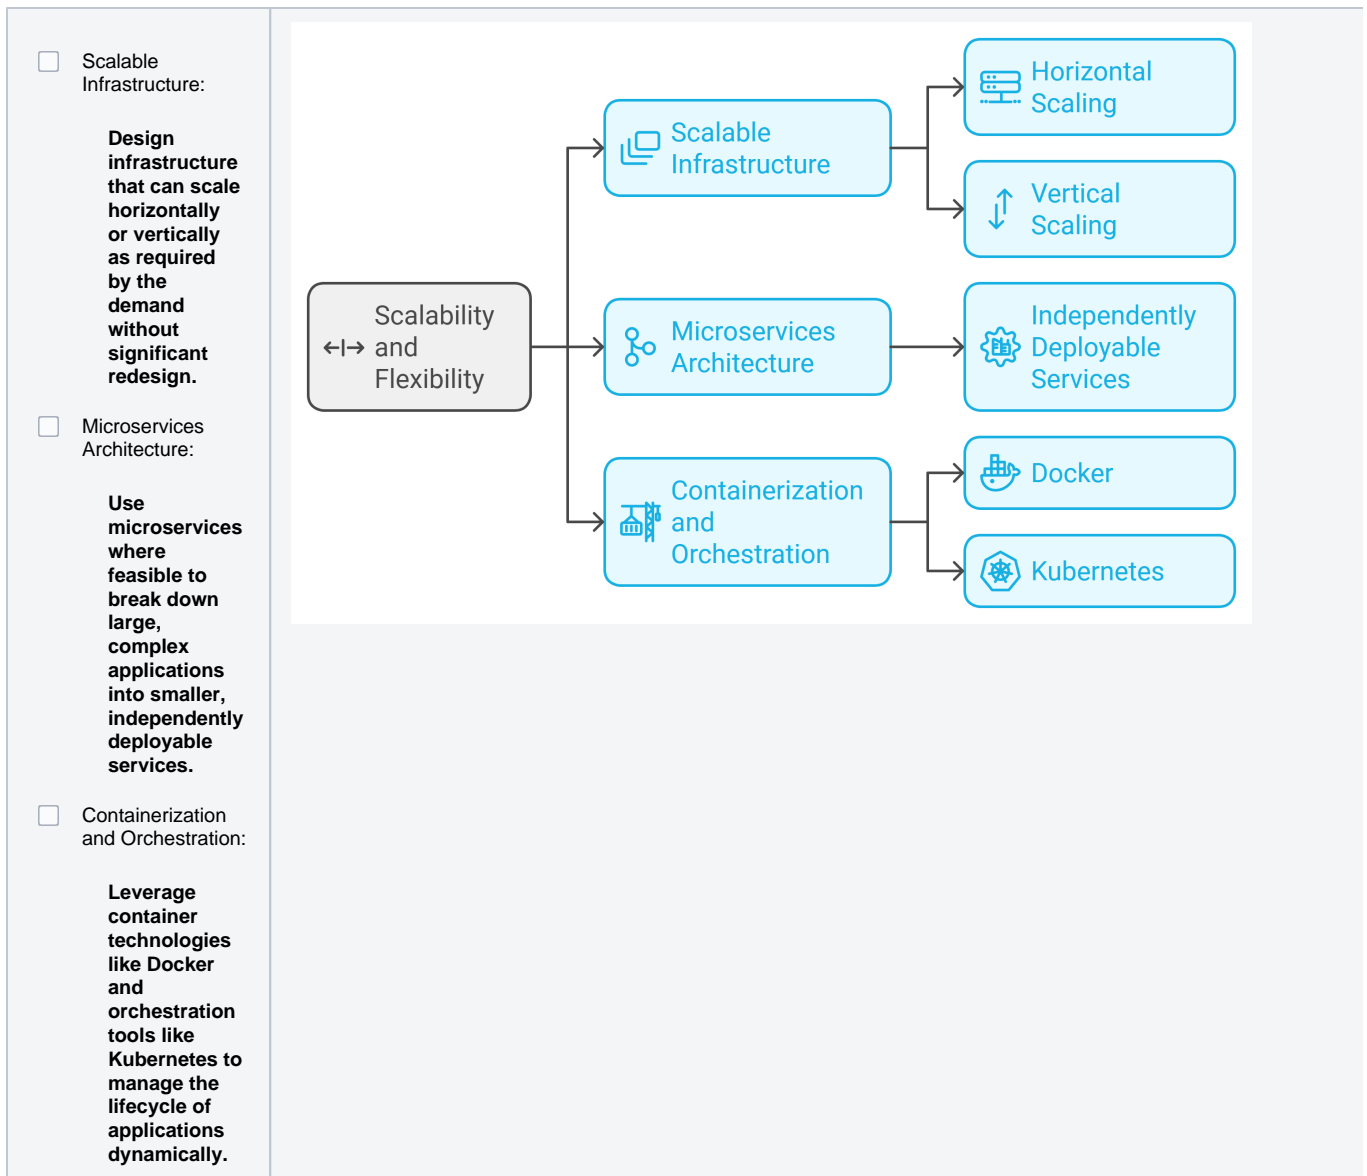 Scalable
Infrastructure:
Design
infrastructure
that can scale
horizontally
or vertically
as required
by the
demand
without
significant
redesign.
Microservices
Architecture:
Use
microservices
where
feasible to
break down
large,
complex
applications
into smaller,
independently
deployable
services.
Containerization
and Orchestration:
Leverage
container
technologies
like Docker
and
orchestration
tools like
Kubernetes to
manage the
lifecycle of
applications
dynamically.
Scalability
and
Flexibility
Scalable
Infrastructure
Horizontal
Scaling
Vertical
Scaling
Microservices
Architecture
Independently
Deployable
Services
Containerization
and
Orchestration
Docker
Kubernetes